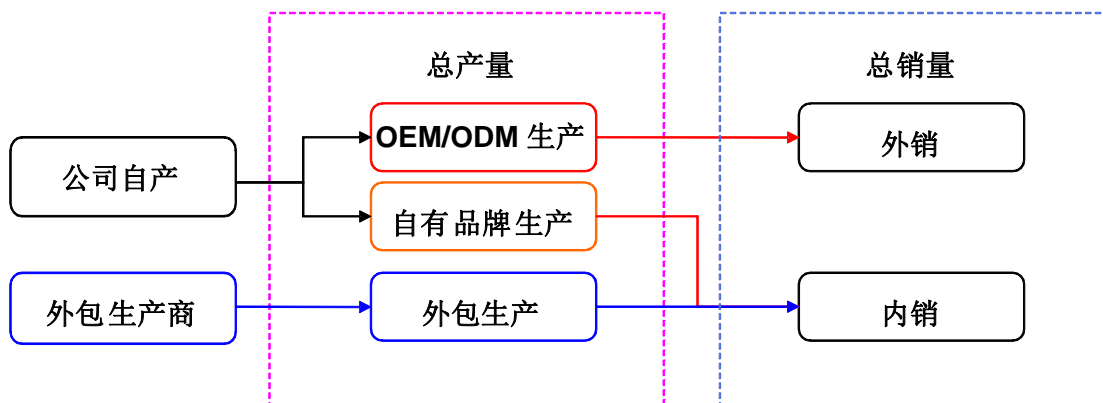 总产量
总销量
OEM/ODM 生产
外销
公司自产
自有品牌生产
外包生产商
外包生产
内销